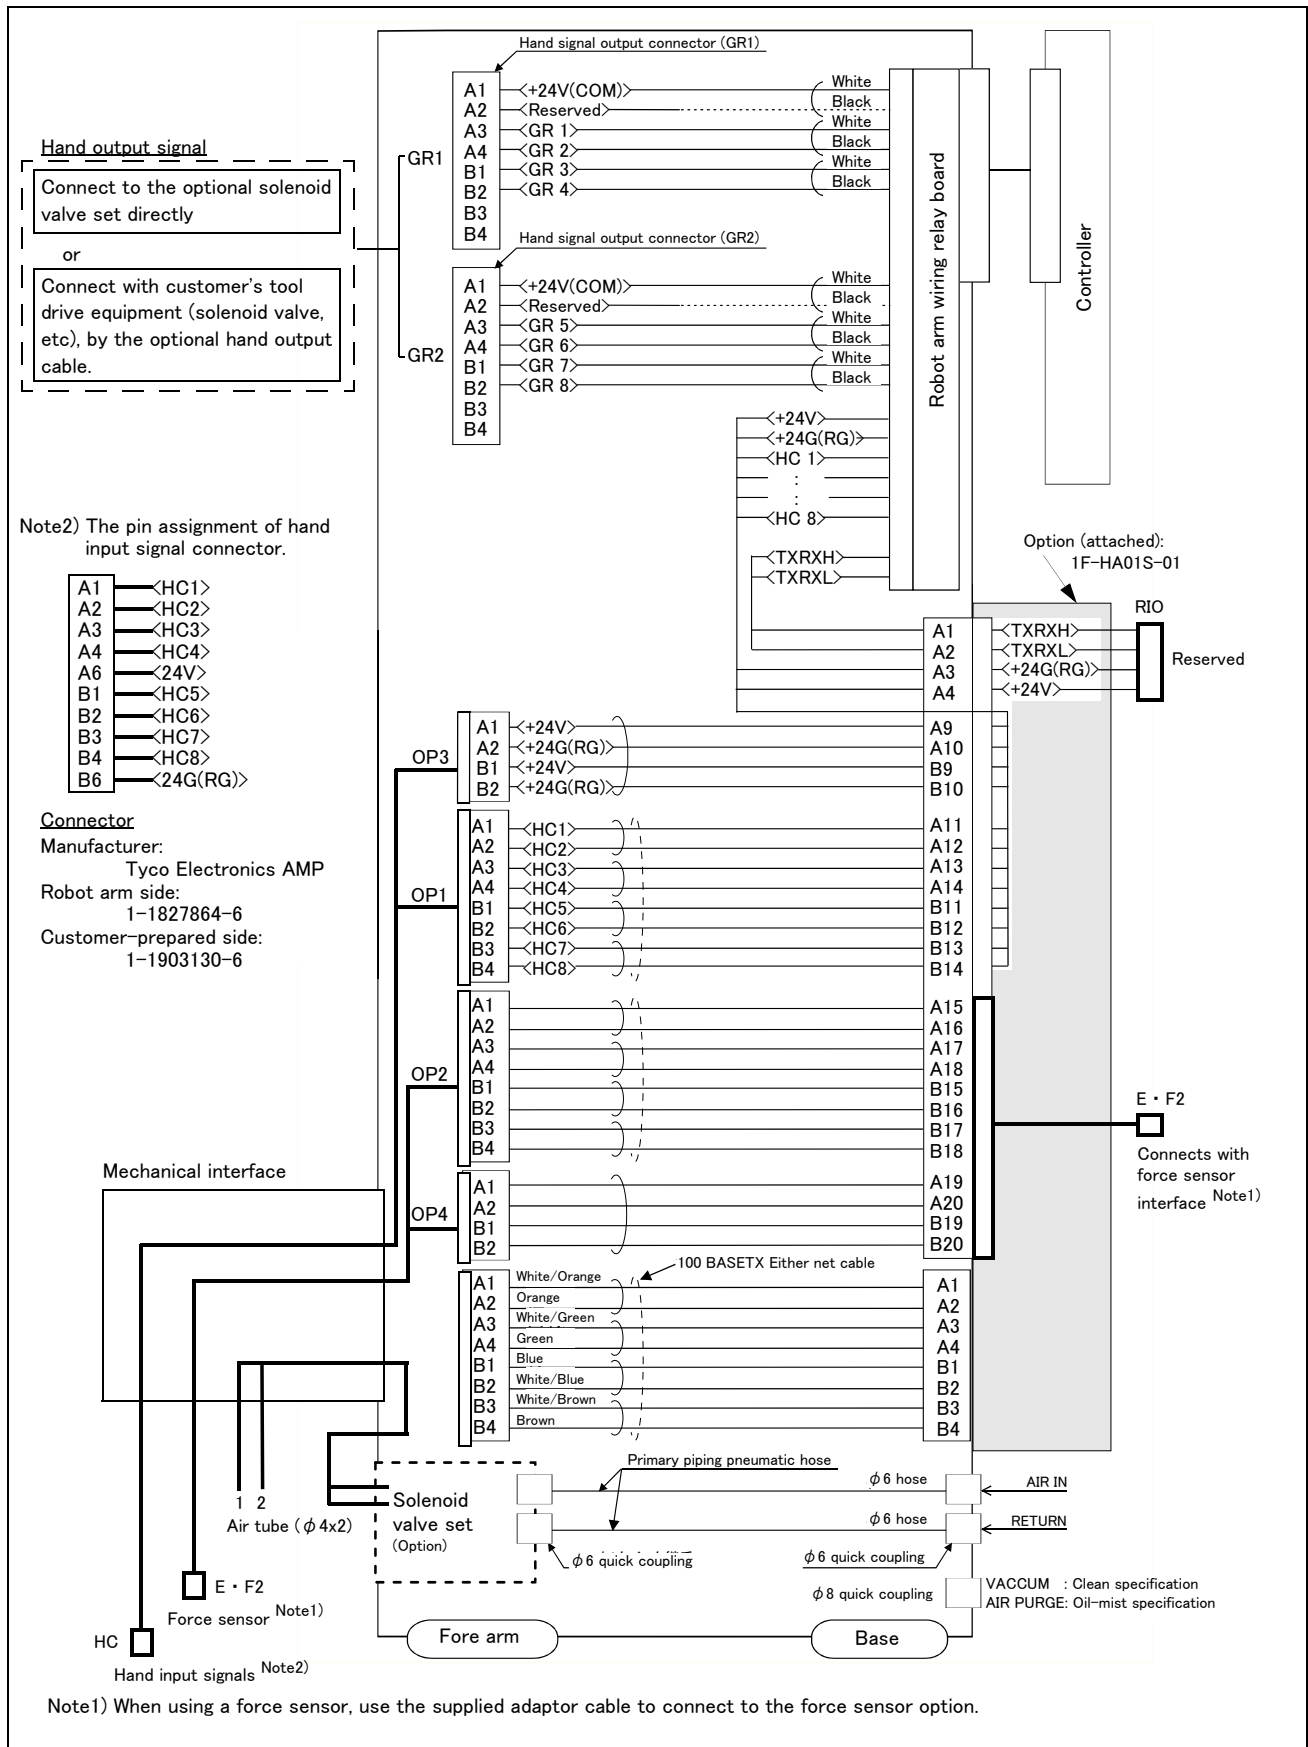 Hand signal output connector (GR1)
A1 <+24V(COM)> White
A2 <Reserved> Black
A3 <GR 1> White
A4 <GR 2> Black
B1 <GR 3> White
B2 <GR 4> Black
B3
B4
GR1
Hand output signal
Connect to the optional solenoid
valve set directly
or
Connect with customer's tool
drive equipment (solenoid valve,
etc), by the optional hand output
cable.
Hand signal output connector (GR2)
A1 <+24V(COM)> White
A2 <Reserved> Black
A3 <GR 5> White
A4 <GR 6> Black
B1 <GR 7> White
B2 <GR 8> Black
B3
B4
GR2
Robot arm wiring relay board
Controller
<+24V>
<+24G(RG)>
<HC 1>
:
:
<HC 8>
<TXRXH>
<TXRXL>
Note2) The pin assignment of hand
input signal connector.
A1 <HC1>
A2 <HC2>
A3 <HC3>
A4 <HC4>
A6 <24V>
B1 <HC5>
B2 <HC6>
B3 <HC7>
B4 <HC8>
B6 <24G(RG)>
Connector
Manufacturer:
Tyco Electronics AMP
Robot arm side:
1-1827864-6
Customer-prepared side:
1-1903130-6
Option (attached):
1F-HA01S-01
RIO
A1 <TXRXH>
A2 <TXRXL>
A3 <+24G(RG)>
A4 <+24V>
Reserved
OP3
A1 <+24V> A9
A2 <+24G(RG)> A10
B1 <+24V> B9
B2 <+24G(RG)> B10
OP1
A1 <HC1> A11
A2 <HC2> A12
A3 <HC3> A13
A4 <HC4> A14
B1 <HC5> B11
B2 <HC6> B12
B3 <HC7> B13
B4 <HC8> B14
OP2
A1 A15
A2 A16
A3 A17
A4 A18
B1 B15
B2 B16
B3 B17
B4 B18
E・F2
Connects with
force sensor
interface Note1)
Mechanical interface
OP4
A1 A19
A2 A20
B1 B19
B2 B20
100 BASETX Either net cable
A1 White/Orange A1
A2 Orange A2
A3 White/Green A3
A4 Green A4
B1 Blue B1
B2 White/Blue B2
B3 White/Brown B3
B4 Brown B4
Primary piping pneumatic hose
φ6 hose
AIR IN
1 2
Air tube (φ4x2)
Solenoid
valve set
(Option)
φ6 hose
RETURN
φ6 quick coupling
φ6 quick coupling
φ8 quick coupling
VACCUM : Clean specification
AIR PURGE: Oil-mist specification
E・F2
Force sensor Note1)
HC
Hand input signals Note2)
Fore arm
Base
Note1) When using a force sensor, use the supplied adaptor cable to connect to the force sensor option.